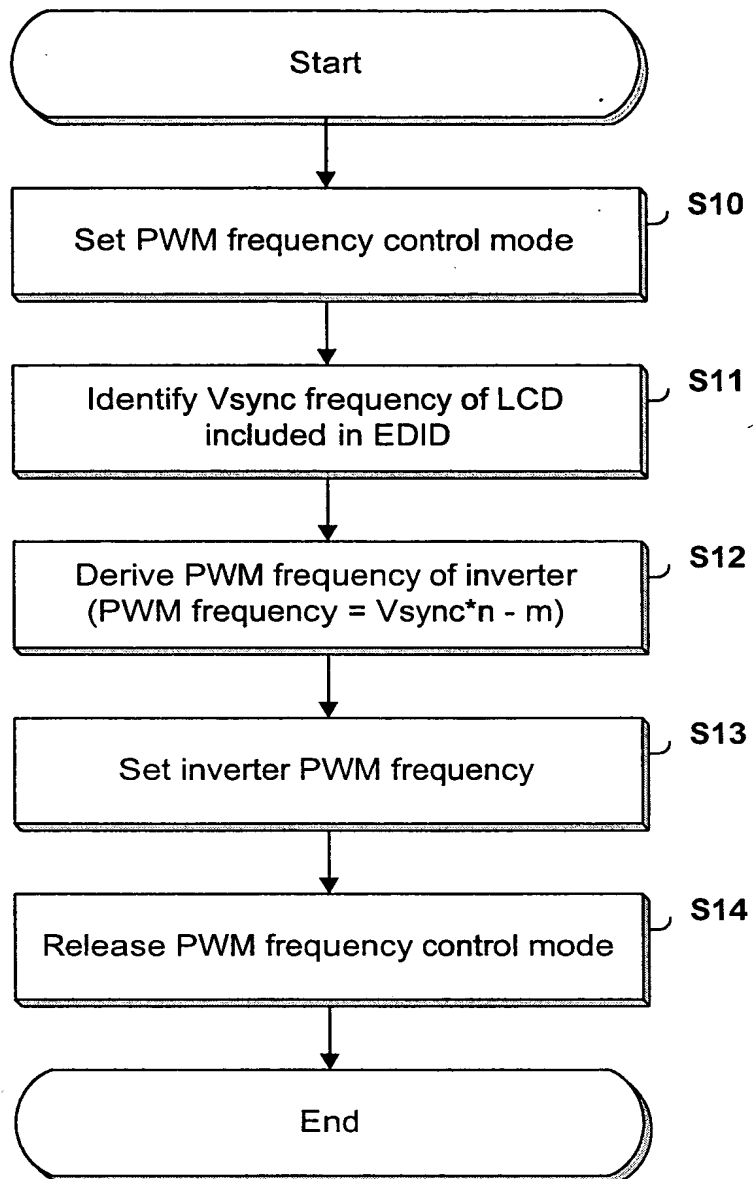 Start
S10
Set PWM frequency control mode
S11
Identify Vsync frequency of LCD
included in EDID
S12
Derive PWM frequency of inverter
(PWM frequency = Vsync*n - m)
S13
Set inverter PWM frequency
S14
Release PWM frequency control mode
End